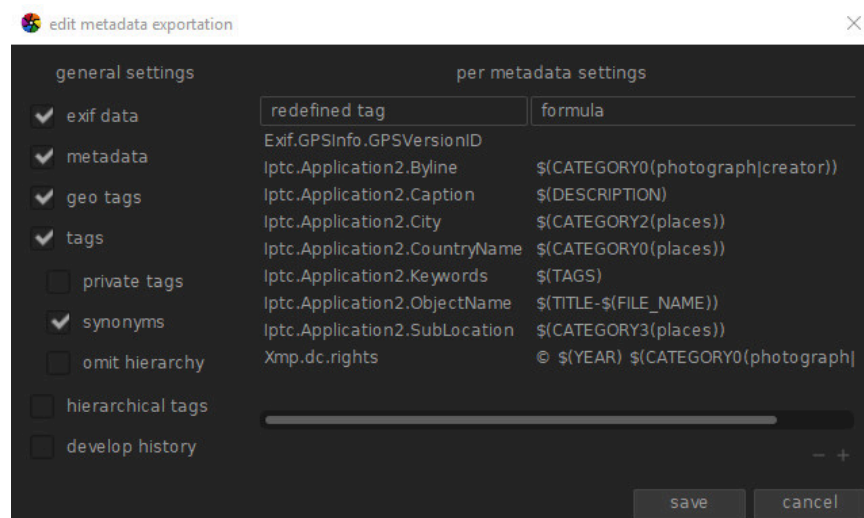 edit metadata exportation
general settings
exif data
metadata
geo tags
tags
private tags
synonyms
omit hierarchy
hierarchical tags
develop history
per metadata settings
redefined tag formula
Exif.GPSInfo.GPSVersionID
Iptc.Application2.Byline $(CATEGORY0(photograph|creator))
Iptc.Application2.Caption $(DESCRIPTION)
Iptc.Application2.City $(CATEGORY2(places))
Iptc.Application2.CountryName $(CATEGORY0(places))
Iptc.Application2.Keywords $(TAGS)
Iptc.Application2.ObjectName $(TITLE-$(FILE_NAME))
Iptc.Application2.SubLocation $(CATEGORY3(places))
Xmp.dc.rights © $(YEAR) $(CATEGORY0(photograph|
save cancel